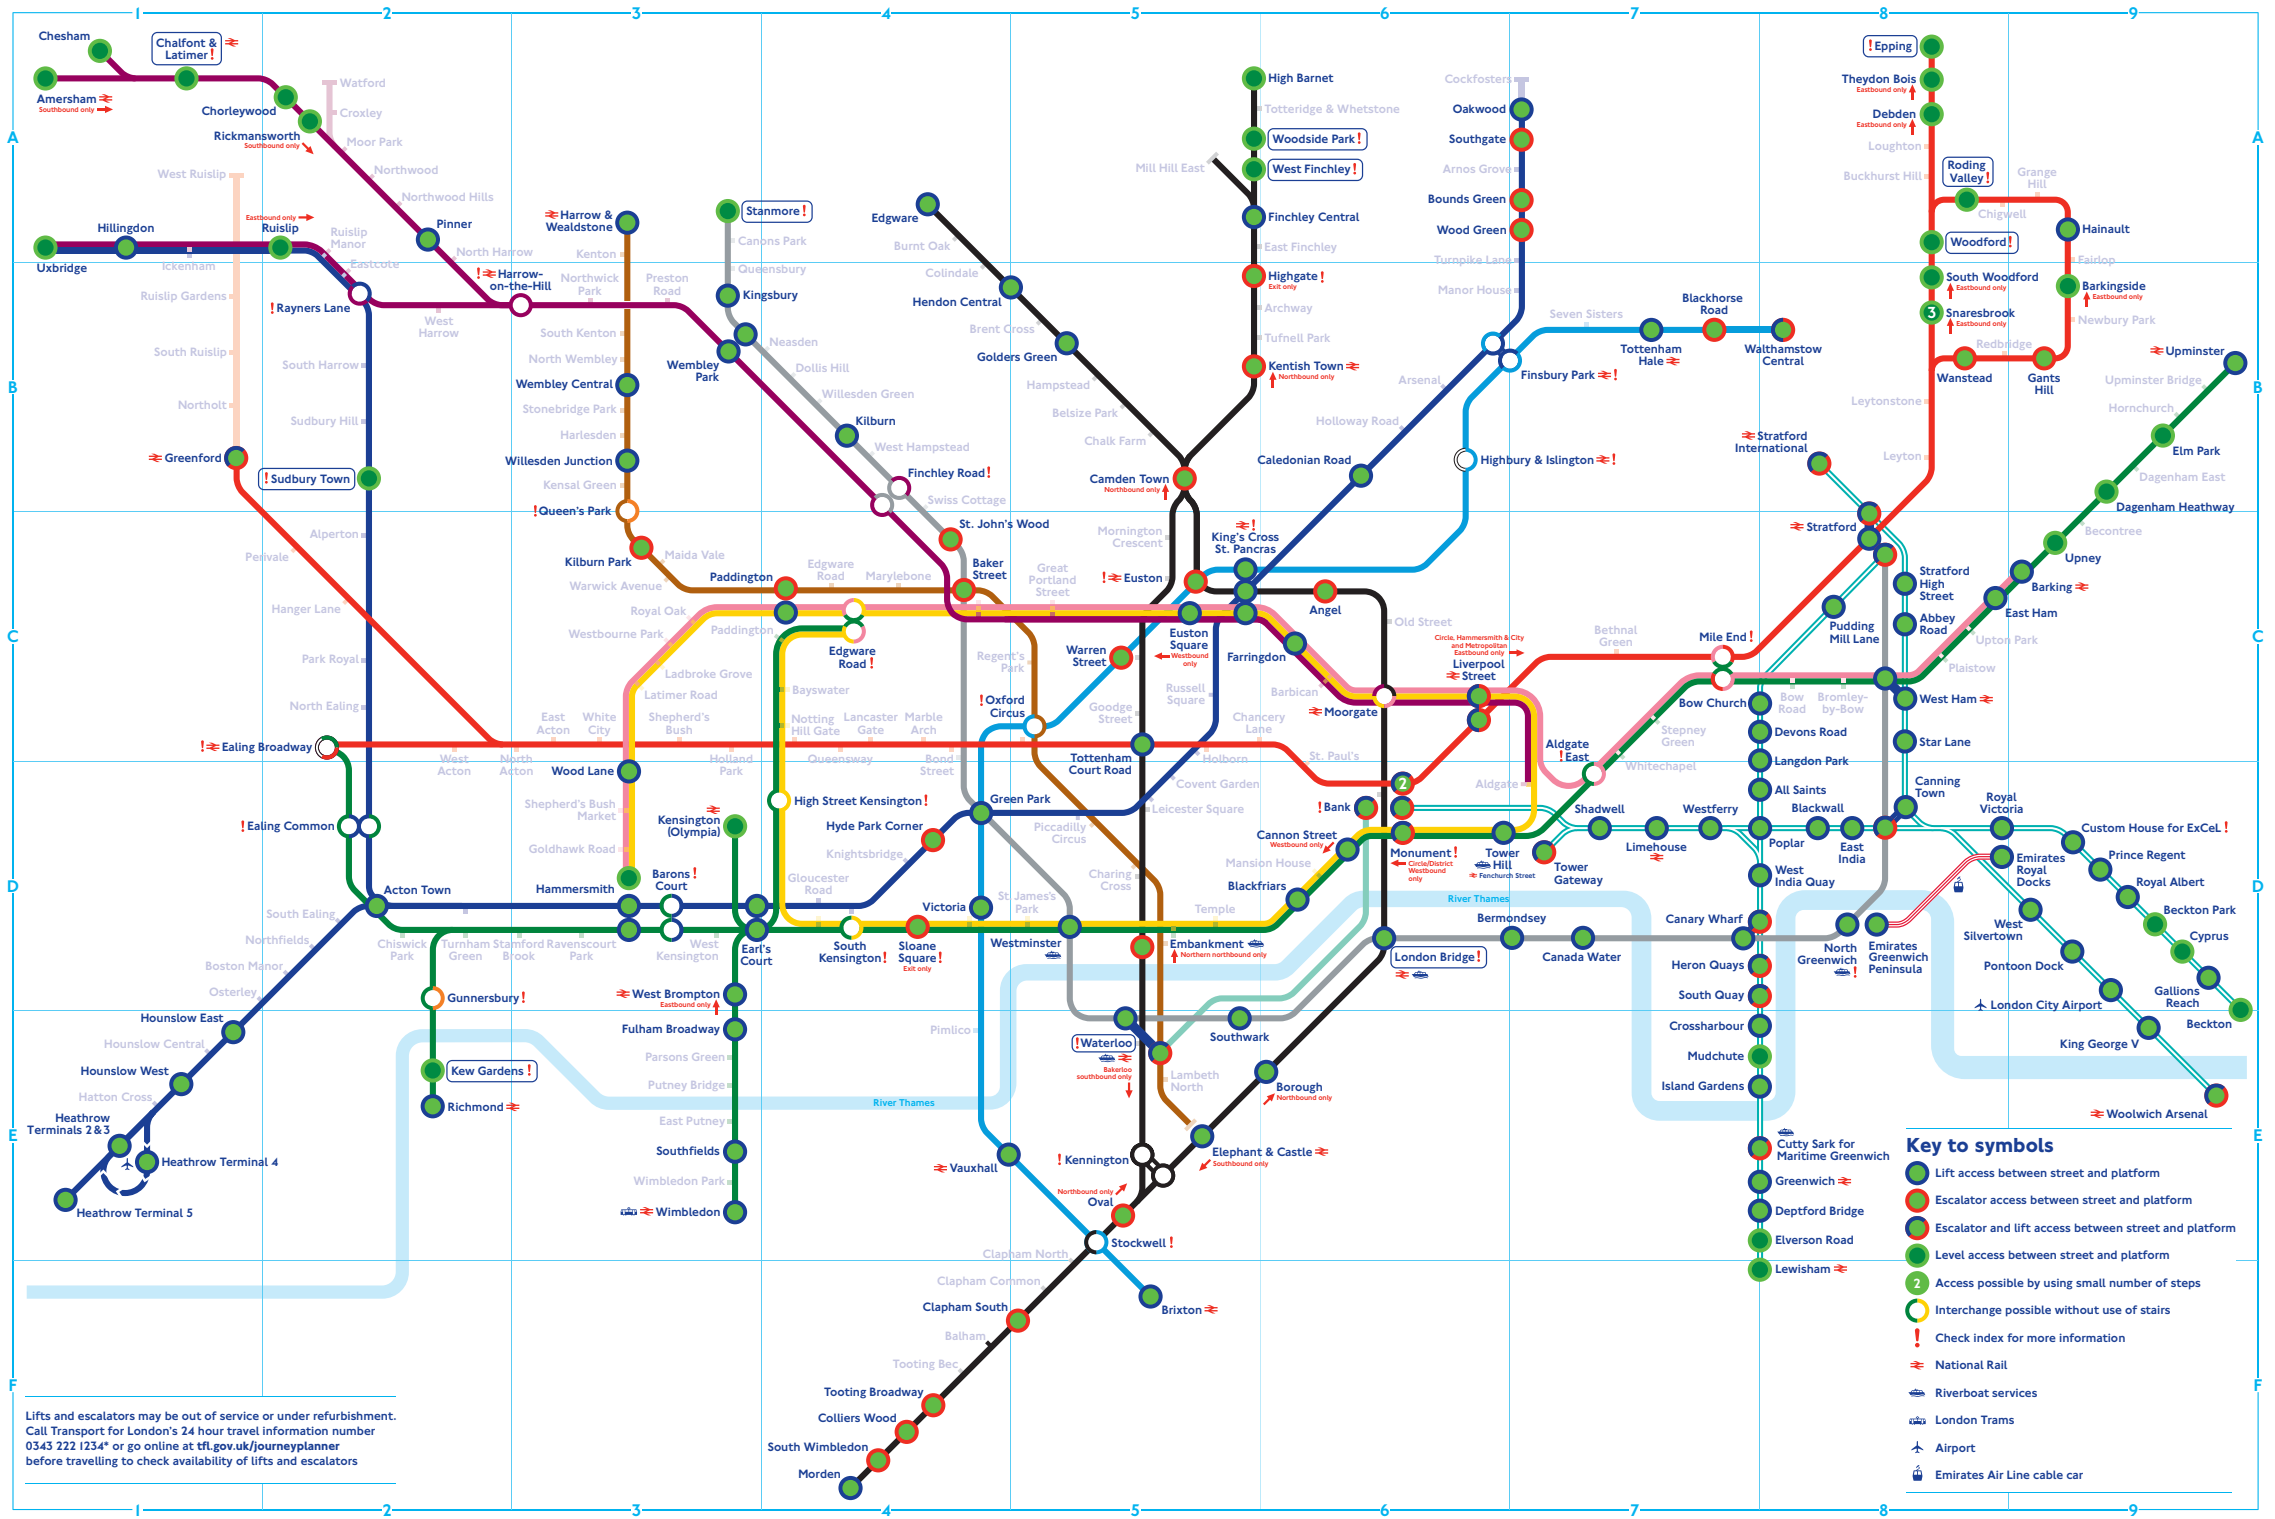 1 2 3 4 5 6 7 8 9
Chesham
Chalfont &
Latimer !
Amersham
Southbound only
Chorleywood
Rickmansworth
Southbound only
Watford
Croxley
Moor Park
Northwood
Northwood Hills
Pinner
North Harrow
! Harrow-
on-the-Hill
West Ruislip
Eastbound only
Ruislip
Hillingdon
Uxbridge
Ickenham
Ruislip
Manor
Eastcote
! Rayners Lane
West
Harrow
Ruislip Gardens
South Ruislip
Northolt
Greenford
South Harrow
Sudbury Hill
! Sudbury Town
Alperton
Perivale
Hanger Lane
Park Royal
North Ealing
Harrow &
Wealdstone
Kenton
Northwick
Park
Preston
Road
South Kenton
North Wembley
Wembley Central
Stonebridge Park
Harlesden
Willesden Junction
Kensal Green
! Queen's Park
Kilburn Park
Maida Vale
Warwick Avenue
Royal Oak
Westbourne Park
Stanmore !
Canons Park
Queensbury
Kingsbury
Wembley
Park
Neasden
Dollis Hill
Willesden Green
Kilburn
West Hampstead
Finchley Road !
Swiss Cottage
St. John's Wood
Edgware
Burnt Oak
Colindale
Hendon Central
Brent Cross
Golders Green
Hampstead
Belsize Park
Chalk Farm
Camden Town
Northbound only
Mornington
Crescent
! Euston
High Barnet
Totteridge & Whetstone
Woodside Park !
West Finchley !
Mill Hill East
Finchley Central
East Finchley
Highgate !
Exit only
Archway
Tufnell Park
Kentish Town
Northbound only
Cockfosters
Oakwood
Southgate
Arnos Grove
Bounds Green
Wood Green
Turnpike Lane
Manor House
Seven Sisters
Tottenham
Hale
Blackhorse
Road
Walthamstow
Central
Finsbury Park !
Arsenal
Holloway Road
Caledonian Road
Highbury & Islington !
! Epping
Theydon Bois
Eastbound only
Debden
Eastbound only
Loughton
Buckhurst Hill
Roding
Valley !
Grange
Hill
Chigwell
Woodford !
Hainault
Fairlop
South Woodford
Eastbound only
Barkingside
Eastbound only
3
Snaresbrook
Eastbound only
Newbury Park
Redbridge
Wanstead
Gants
Hill
Leytonstone
Leyton
Upminster
Upminster Bridge
Hornchurch
Elm Park
Dagenham East
Dagenham Heathway
Becontree
Upney
Barking
East Ham
Upton Park
Plaistow
Stratford
International
Stratford
Stratford
High
Street
Abbey
Road
Pudding
Mill Lane
West Ham
Star Lane
Canning
Town
Paddington
Edgware
Road
Marylebone
Baker
Street
Great
Portland
Street
!
King's Cross
St. Pancras
Angel
Old Street
Paddington
Edgware
Road !
Bayswater
Notting
Hill Gate
Lancaster
Gate
Marble
Arch
Queensway
Bond
Street
Regent's
Park
Warren
Street
Euston
Square
Westbound
only
Farringdon
Barbican
! Oxford
Circus
Goodge
Street
Russell
Square
Chancery
Lane
Holborn
St. Paul's
Tottenham
Court Road
Moorgate
Circle, Hammersmith & City
and Metropolitan
Eastbound only
Liverpool
Street
Bethnal
Green
Mile End !
Bow
Road
Bromley-
by-Bow
Stepney
Green
Whitechapel
Aldgate
! East
Aldgate
Bow Church
Devons Road
Langdon Park
All Saints
Ladbroke Grove
Latimer Road
! Ealing Broadway
West
Acton
North
Acton
East
Acton
White
City
Shepherd's
Bush
Holland
Park
Wood Lane
Shepherd's Bush
Market
Goldhawk Road
Hammersmith
! Ealing Common
Acton Town
South Ealing
Northfields
Boston Manor
Osterley
Hounslow East
Hounslow Central
Hounslow West
Hatton Cross
Heathrow
Terminals 2 & 3
Heathrow Terminal 4
Heathrow Terminal 5
Chiswick
Park
Turnham
Green
Stamford
Brook
Ravenscourt
Park
Barons !
Court
West
Kensington
Kensington
(Olympia)
Earl's
Court
High Street Kensington !
Hyde Park Corner
Knightsbridge
Gloucester
Road
South
Kensington !
Sloane
Square !
Exit only
Green Park
Victoria
St James's
Park
Westminster
Piccadilly
Circus
Covent Garden
Leicester Square
Charing
Cross
Embankment
Northern northbound only
Temple
Blackfriars
Mansion House
Cannon Street
Westbound only
! Bank
2
Monument !
Circle/District
Westbound
only
Tower
Hill
Fenchurch Street
Tower
Gateway
Shadwell
Limehouse
Westferry
Poplar
Blackwall
East
India
Royal
Victoria
Custom House for ExCeL !
Prince Regent
Royal Albert
Beckton Park
Cyprus
Gallions
Reach
Beckton
Emirates
Royal
Docks
West
Silvertown
Pontoon Dock
London City Airport
King George V
Woolwich Arsenal
West
India Quay
Canary Wharf
Heron Quays
South Quay
Crossharbour
Mudchute
Island Gardens
Cutty Sark for
Maritime Greenwich
Greenwich
Deptford Bridge
Elverson Road
Lewisham
River Thames
North
Greenwich
!
Emirates
Greenwich
Peninsula
Bermondsey
Canada Water
London Bridge !
Southwark
! Waterloo
Bakerloo
southbound only
Lambeth
North
Borough
Northbound only
Elephant & Castle
Southbound only
! Kennington
Northbound only
Oval
Stockwell !
Pimlico
Vauxhall
Brixton
Clapham North
Clapham Common
Clapham South
Balham
Tooting Bec
Tooting Broadway
Colliers Wood
South Wimbledon
Morden
Gunnersbury !
Kew Gardens !
Richmond
West Brompton
Eastbound only
Fulham Broadway
Parsons Green
Putney Bridge
East Putney
Southfields
Wimbledon Park
Wimbledon
River Thames
A A
B B
C C
D D
E E
F F
Key to symbols
Lift access between street and platform
Escalator access between street and platform
Escalator and lift access between street and platform
Level access between street and platform
2 Access possible by using small number of steps
Interchange possible without use of stairs
! Check index for more information
National Rail
Riverboat services
London Trams
Airport
Emirates Air Line cable car
Lifts and escalators may be out of service or under refurbishment.
Call Transport for London's 24 hour travel information number
0343 222 1234* or go online at tfl.gov.uk/journeyplanner
before travelling to check availability of lifts and escalators
1 2 3 4 5 6 7 8 9